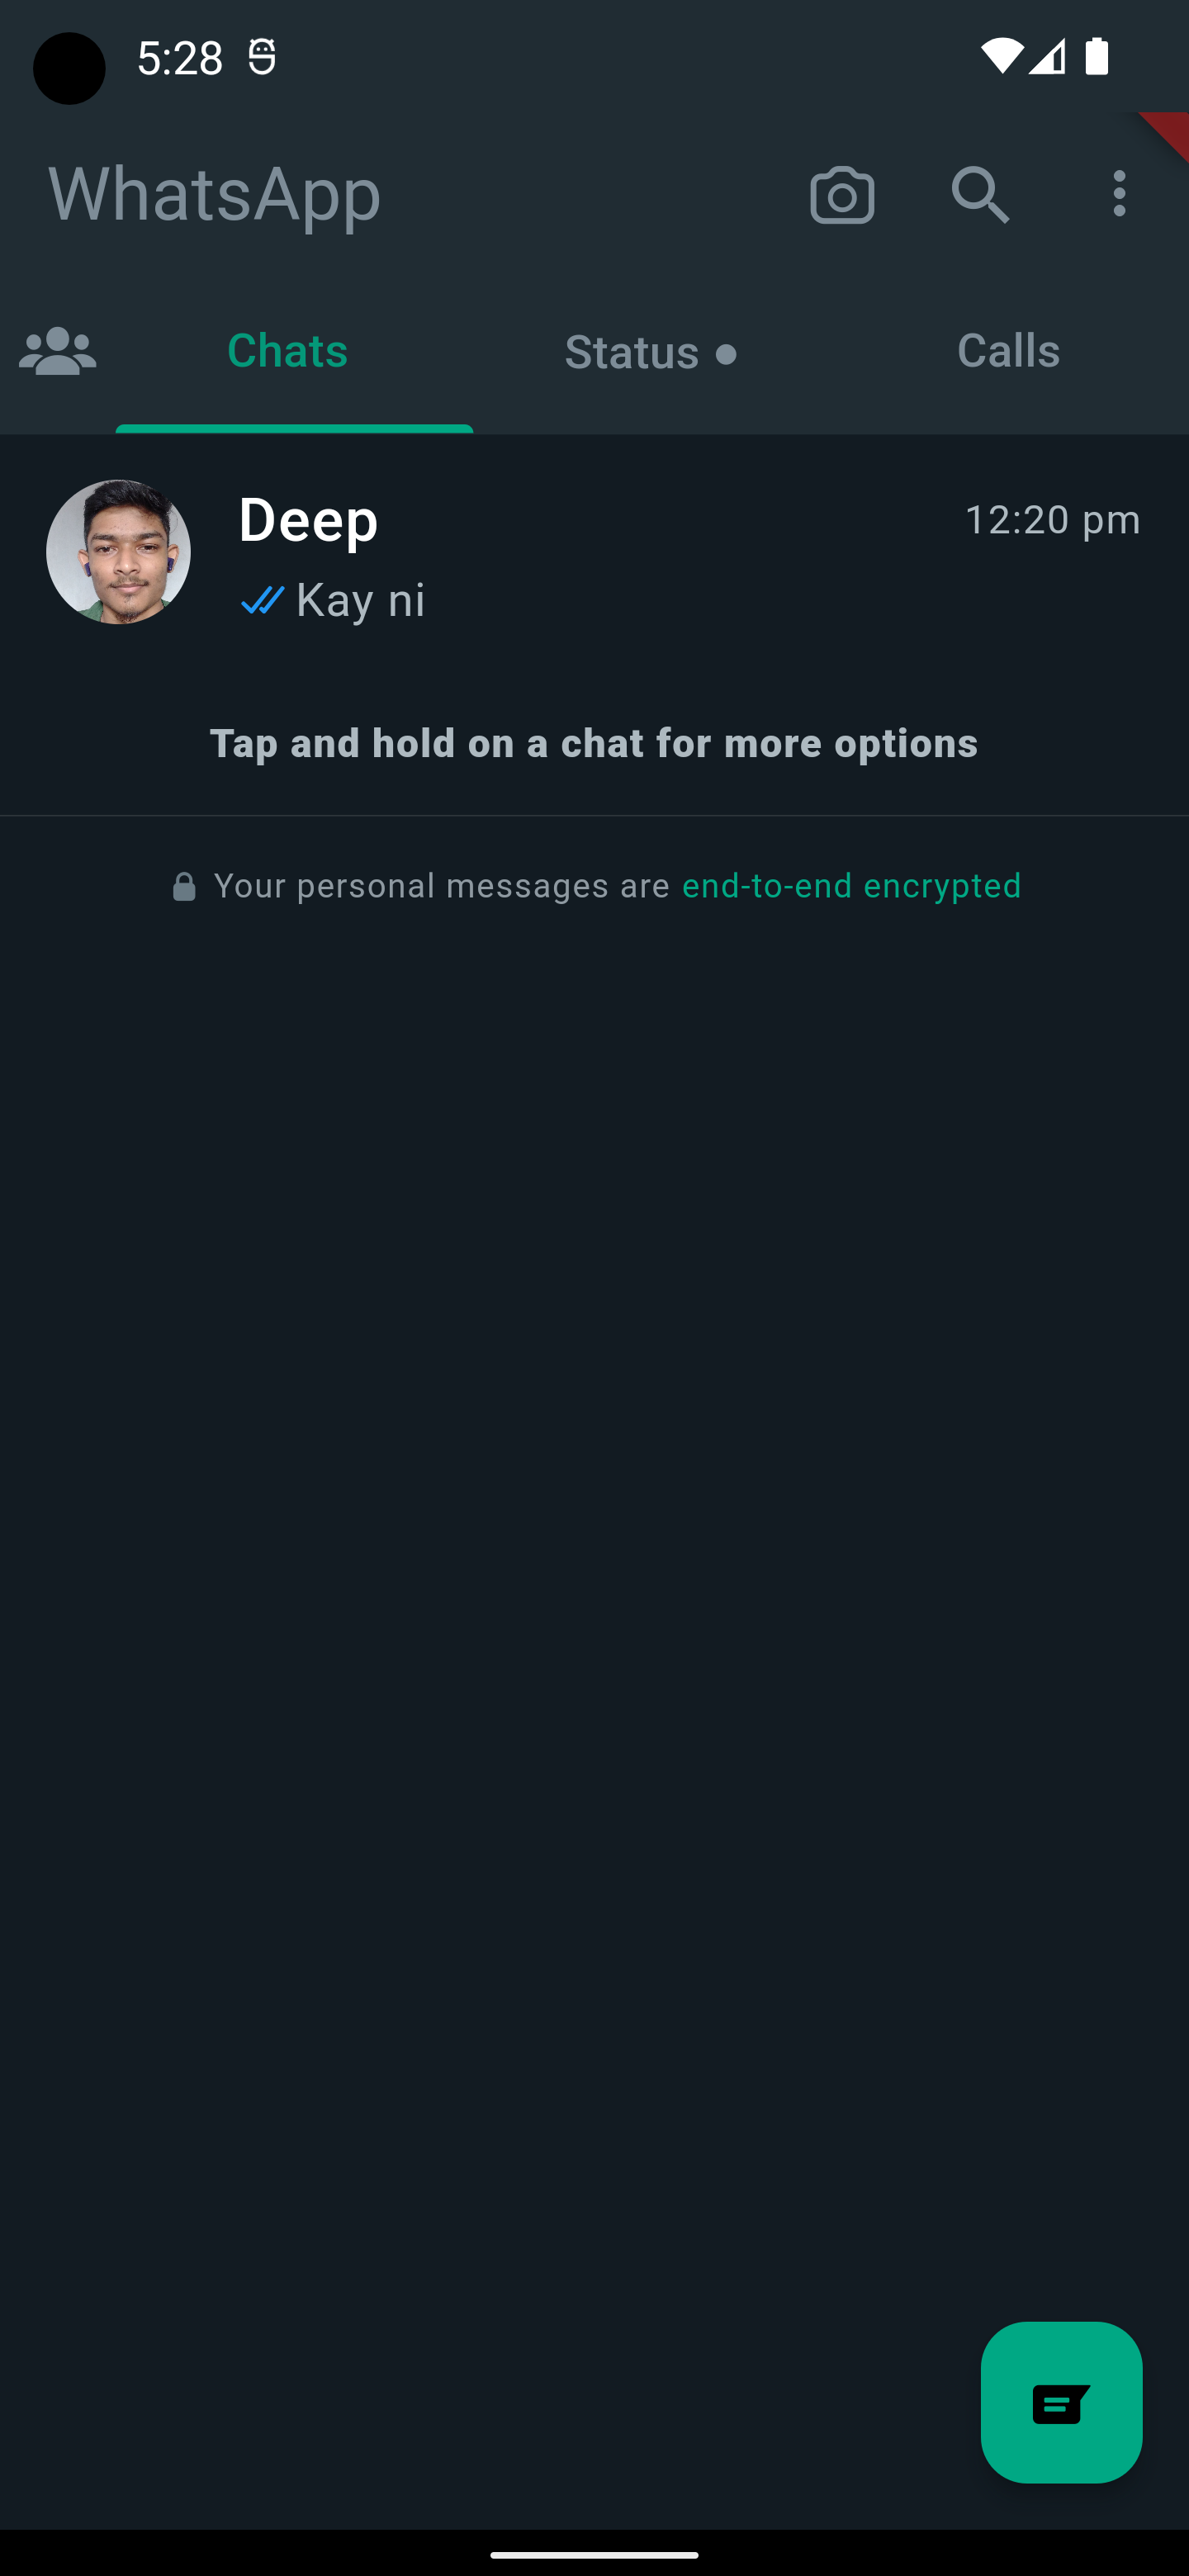 5:28
WhatsApp
Chats
Status
Calls
Deep
12:20 pm
Kay ni
Tap and hold on a chat for more options
Your personal messages are end-to-end encrypted